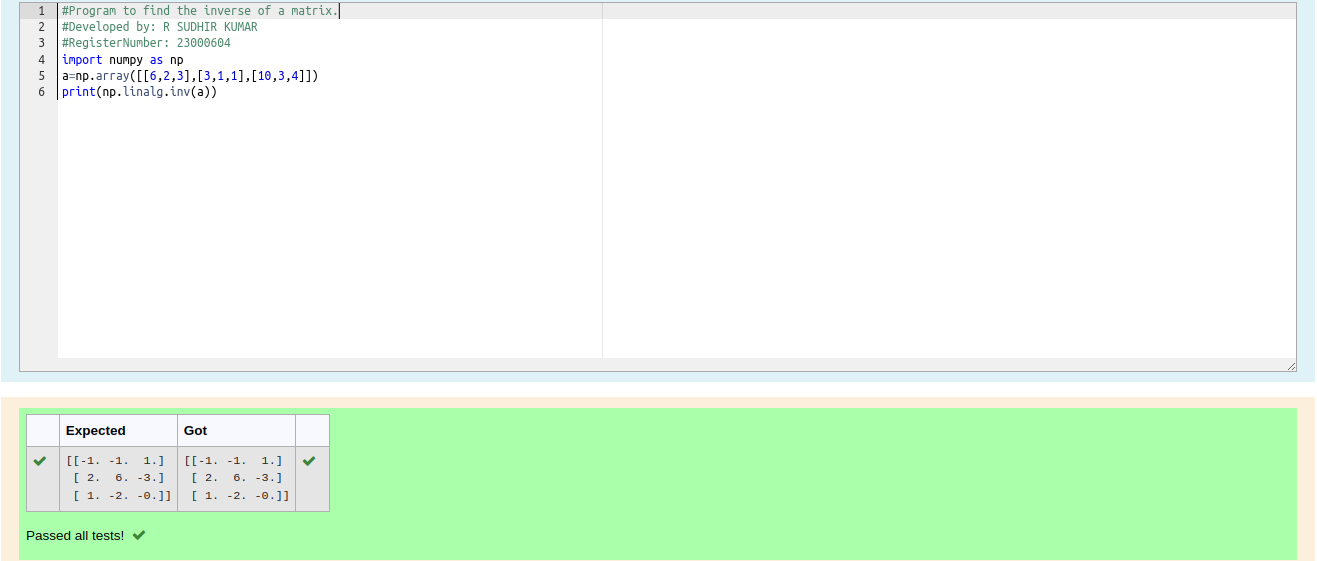 1 #Program to find the inverse of a matrix.
2 #Developed by: R SUDHIR KUMAR
3 #RegisterNumber: 23000604
4 import numpy as np
5 a=np.array([[6,2,3],[3,1,1],[10,3,4]])
6 print(np.linalg.inv(a))
Expected Got
[[-1. -1.  1.] [[-1. -1.  1.]
[ 2.  6. -3.] [ 2.  6. -3.]
[ 1. -2. -0.]] [ 1. -2. -0.]]
Passed all tests!